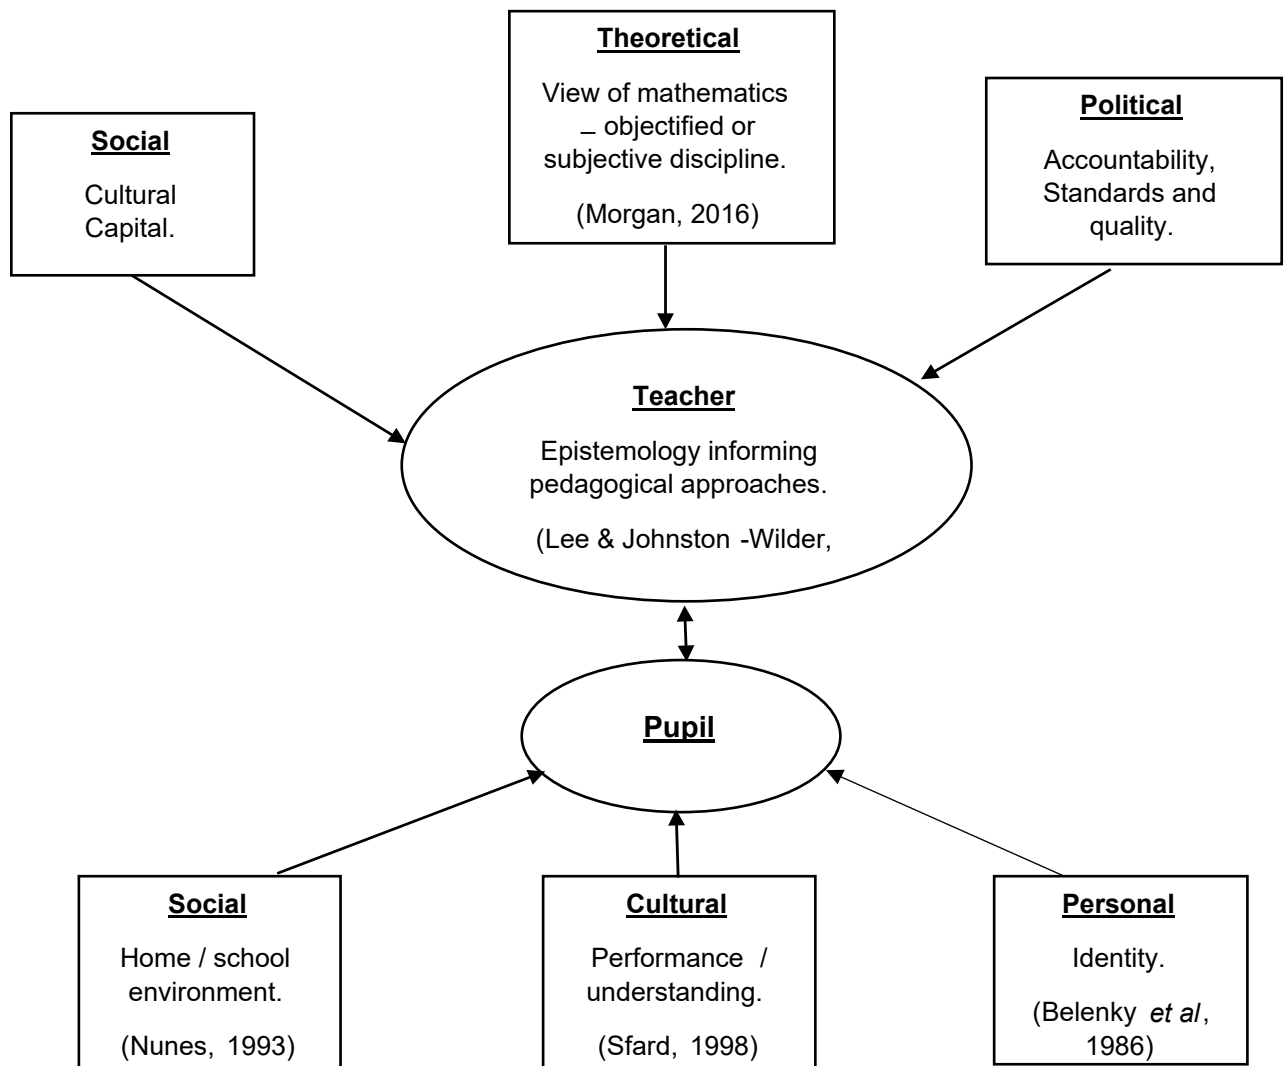 Theoretical
View of mathematics
– objectified or
subjective discipline.
(Morgan, 2016)
Social
Cultural
Capital.
Political
Accountability,
Standards and
quality.
Teacher
Epistemology informing
pedagogical approaches.
(Lee & Johnston -Wilder,
Pupil
Social
Home / school
environment.
(Nunes, 1993)
Cultural
Performance /
understanding.
(Sfard, 1998)
Personal
Identity.
(Belenky et al,
1986)